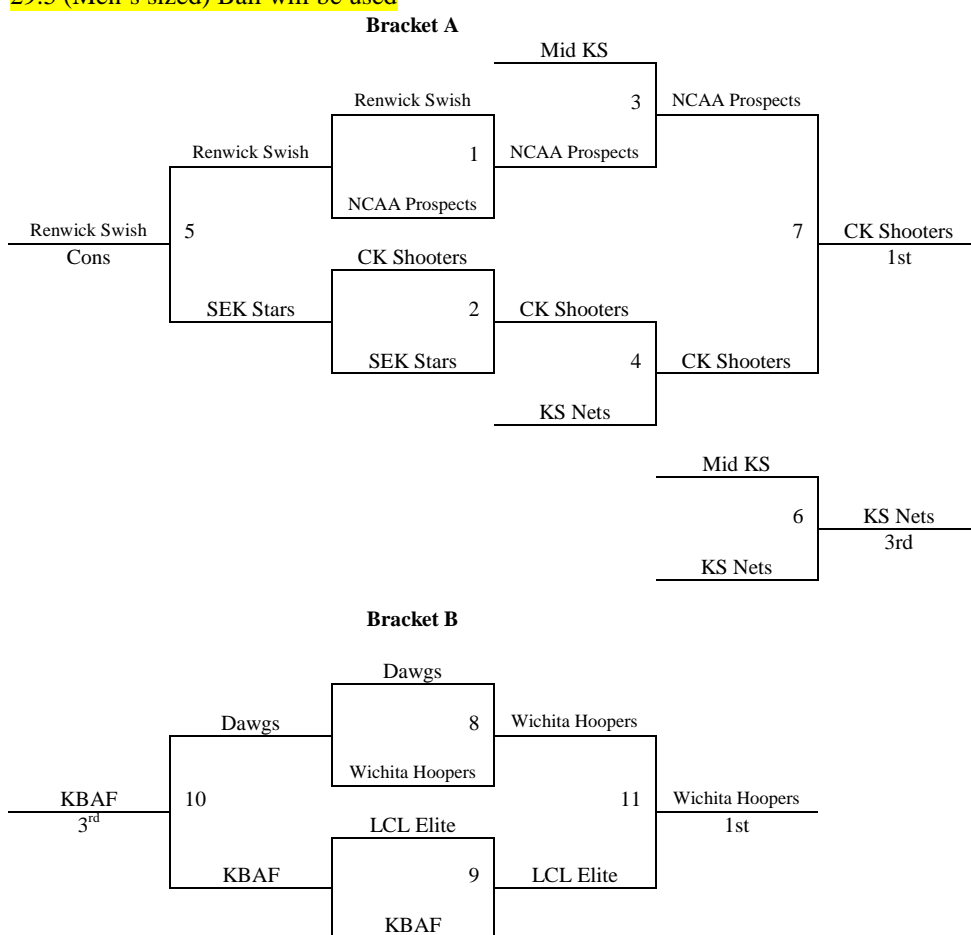 29.5 (Men's sized) Ball will be used
Bracket A
Mid KS
Renwick Swish
3 NCAA Prospects
Renwick Swish 1 NCAA Prospects
NCAA Prospects
Renwick Swish 5 7 CK Shooters
Cons CK Shooters 1st
SEK Stars 2 CK Shooters
SEK Stars 4 CK Shooters
KS Nets
Mid KS
6 KS Nets
3rd
KS Nets
Bracket B
Dawgs
Dawgs 8 Wichita Hoopers
Wichita Hoopers
KBAF 10 11 Wichita Hoopers
3rd LCL Elite 1st
KBAF 9 LCL Elite
KBAF